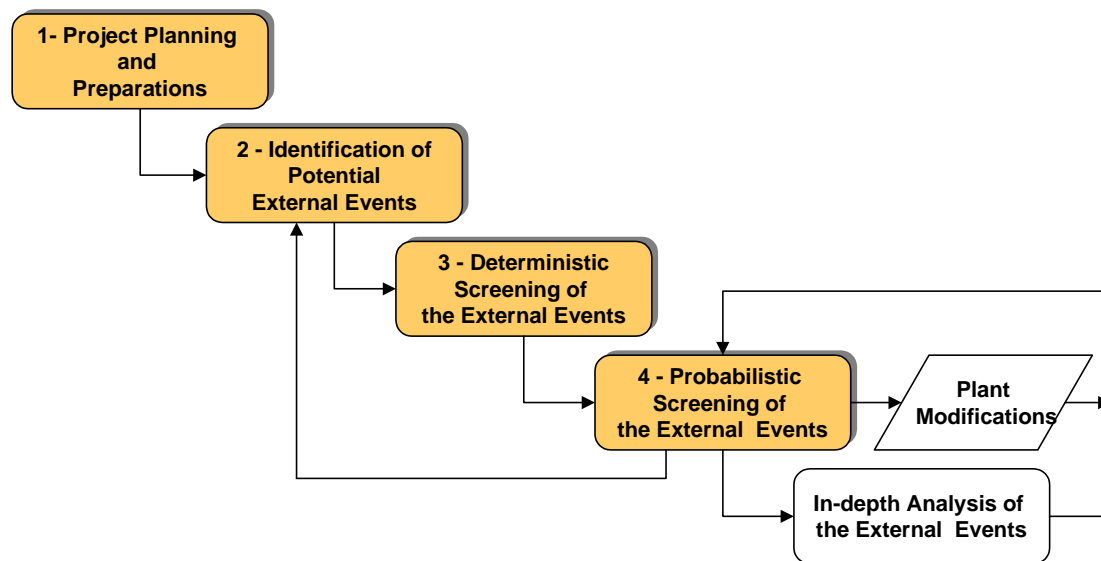 1- Project Planning
and
Preparations
2 - Identification of
Potential
External Events
3 - Deterministic
Screening of
the External Events
4 - Probabilistic
Screening of
the External  Events
Plant
Modifications
In-depth Analysis of
the External  Events